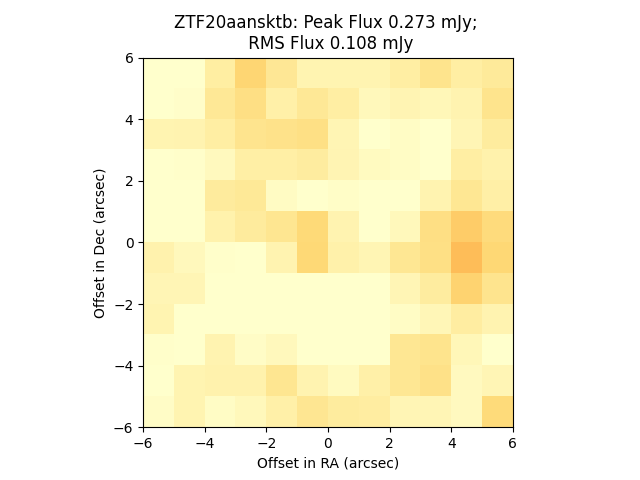 ZTF20aansktb: Peak Flux 0.273 mJy;
RMS Flux 0.108 mJy
6
4
2
0
−2
−4
−6
Offset in Dec (arcsec)
−6 −4 −2 0 2 4 6
Offset in RA (arcsec)